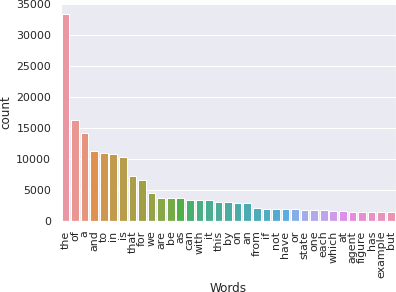 35000
30000
25000
20000
15000
10000
5000
0
count
the
of
a
and
to
in
is
that
for
we
are
be
as
can
with
it
this
by
on
an
from
if
not
have
or
state
one
each
which
at
agent
figure
has
example
but
Words